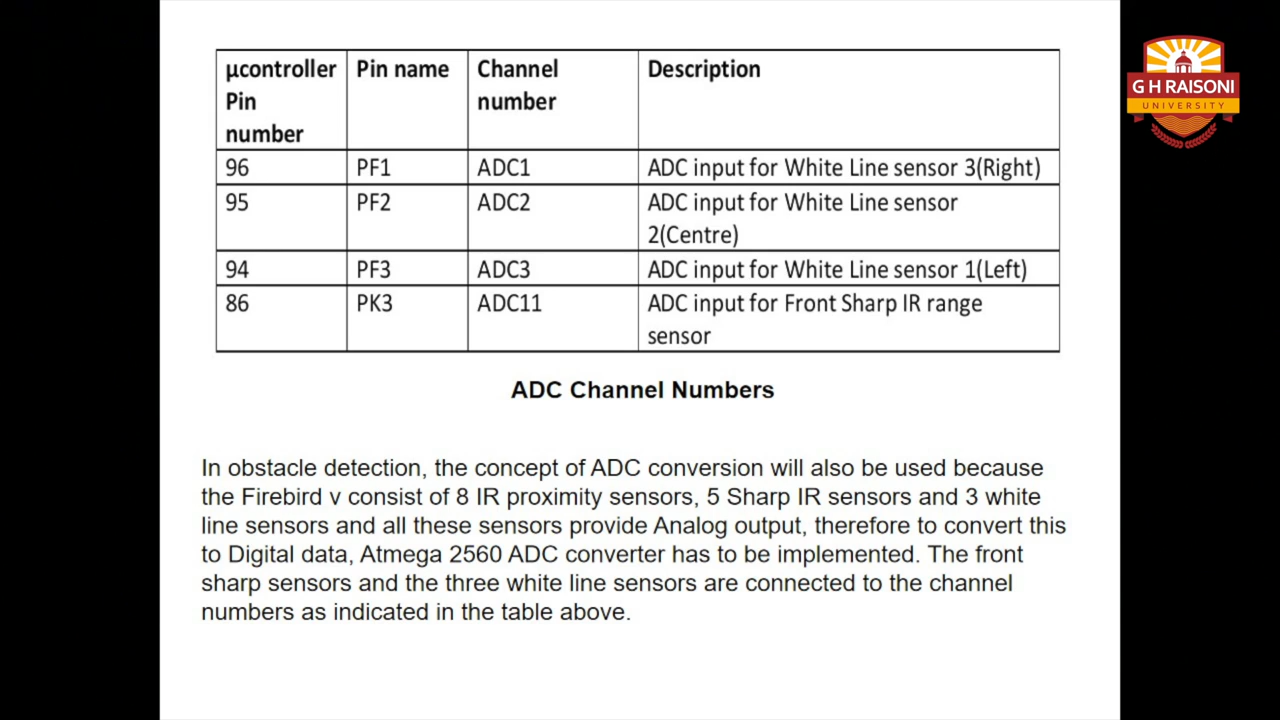 μcontroller Pin name Channel Description
Pin number
number
96 PF1 ADC1 ADC input for White Line sensor 3(Right)
95 PF2 ADC2 ADC input for White Line sensor
2(Centre)
94 PF3 ADC3 ADC input for White Line sensor 1(Left)
86 PK3 ADC11 ADC input for Front Sharp IR range
sensor
ADC Channel Numbers
In obstacle detection, the concept of ADC conversion will also be used because
the Firebird v consist of 8 IR proximity sensors, 5 Sharp IR sensors and 3 white
line sensors and all these sensors provide Analog output, therefore to convert this
to Digital data, Atmega 2560 ADC converter has to be implemented. The front
sharp sensors and the three white line sensors are connected to the channel
numbers as indicated in the table above.
G H RAISONI
UNIVERSITY